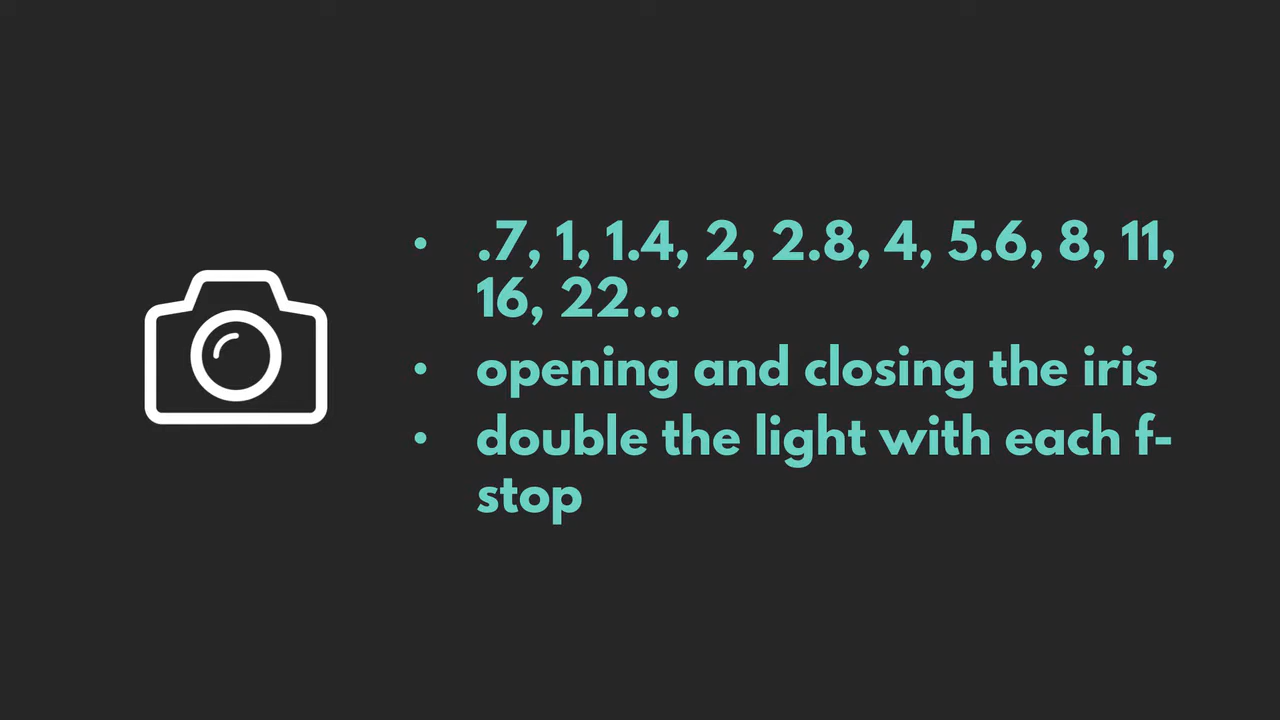 • .7, 1, 1.4, 2, 2.8, 4, 5.6, 8, 11,
16, 22...
• opening and closing the iris
• double the light with each f-
stop